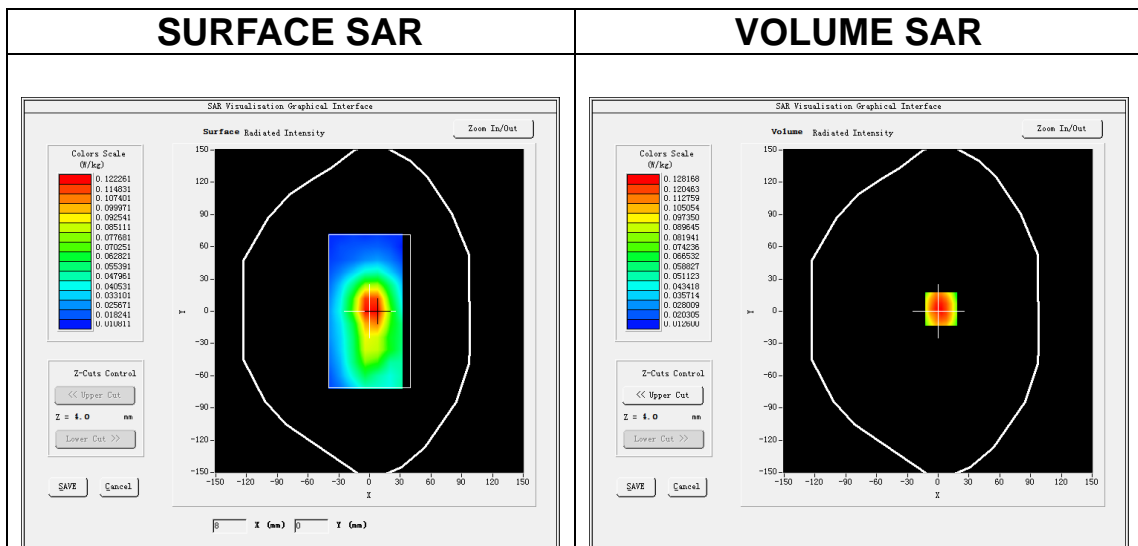 SURFACE SAR
VOLUME SAR
SAR Visualisation Graphical Interface
Surface Radiated Intensity
Zoom In/Out
Colors Scale
(W/kg)
0.122261
0.114831
0.107401
0.099971
0.092541
0.085111
0.077681
0.070251
0.062821
0.055391
0.047961
0.040531
0.033101
0.025671
0.018241
0.010811
150
120
90
60
30
0
-30
-60
-90
-120
-150
Y
-150 -120 -90 -60 -30 0 30 60 90 120 150
X
Z-Cuts Control
<< Upper Cut
Z = 4.0 mm
Lower Cut >>
SAVE Cancel
8 X (mm) 0 Y (mm)
SAR Visualisation Graphical Interface
Volume Radiated Intensity
Zoom In/Out
Colors Scale
(W/kg)
0.128168
0.120463
0.112759
0.105054
0.097350
0.089645
0.081941
0.074236
0.066532
0.058827
0.051123
0.043418
0.035714
0.028009
0.020305
0.012600
150
120
90
60
30
0
-30
-60
-90
-120
-150
Y
-150 -120 -90 -60 -30 0 30 60 90 120 150
X
Z-Cuts Control
<< Upper Cut
Z = 4.0 mm
Lower Cut >>
SAVE Cancel